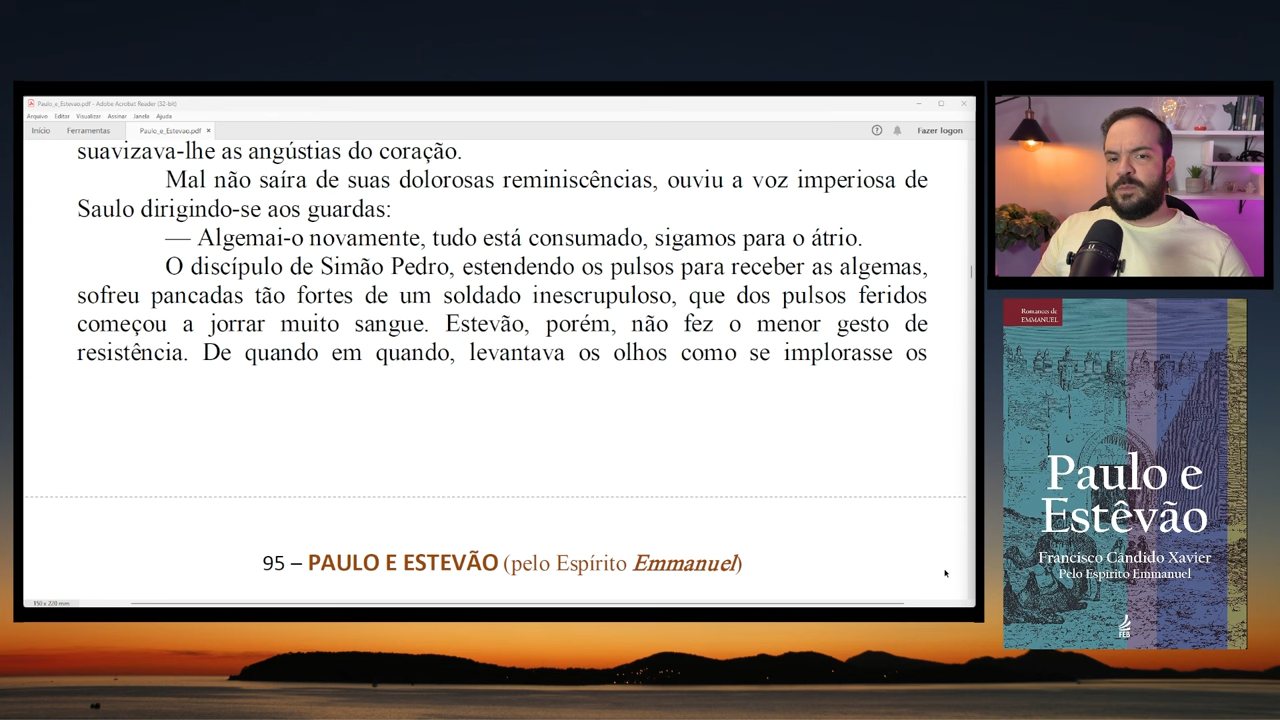 Paulo_e_Estevao.pdf - Adobe Acrobat Reader (32-bit)
Arquivo Editar Visualizar Assinar Janela Ajuda
Início Ferramentas Paulo_e_Estevao.pdf × Fazer logon
suavizava-lhe as angústias do coração.
Mal não saíra de suas dolorosas reminiscências, ouviu a voz imperiosa de
Saulo dirigindo-se aos guardas:
— Algemai-o novamente, tudo está consumado, sigamos para o átrio.
O discípulo de Simão Pedro, estendendo os pulsos para receber as algemas,
sofreu pancadas tão fortes de um soldado inescrupuloso, que dos pulsos feridos
começou a jorrar muito sangue. Estevão, porém, não fez o menor gesto de
resistência. De quando em quando, levantava os olhos como se implorasse os
95 – PAULO E ESTEVÃO (pelo Espírito Emmanuel)
150 x 220 mm
Romances de
EMMANUEL
Paulo e
Estêvão
Francisco Cândido Xavier
Pelo Espírito Emmanuel
FEB